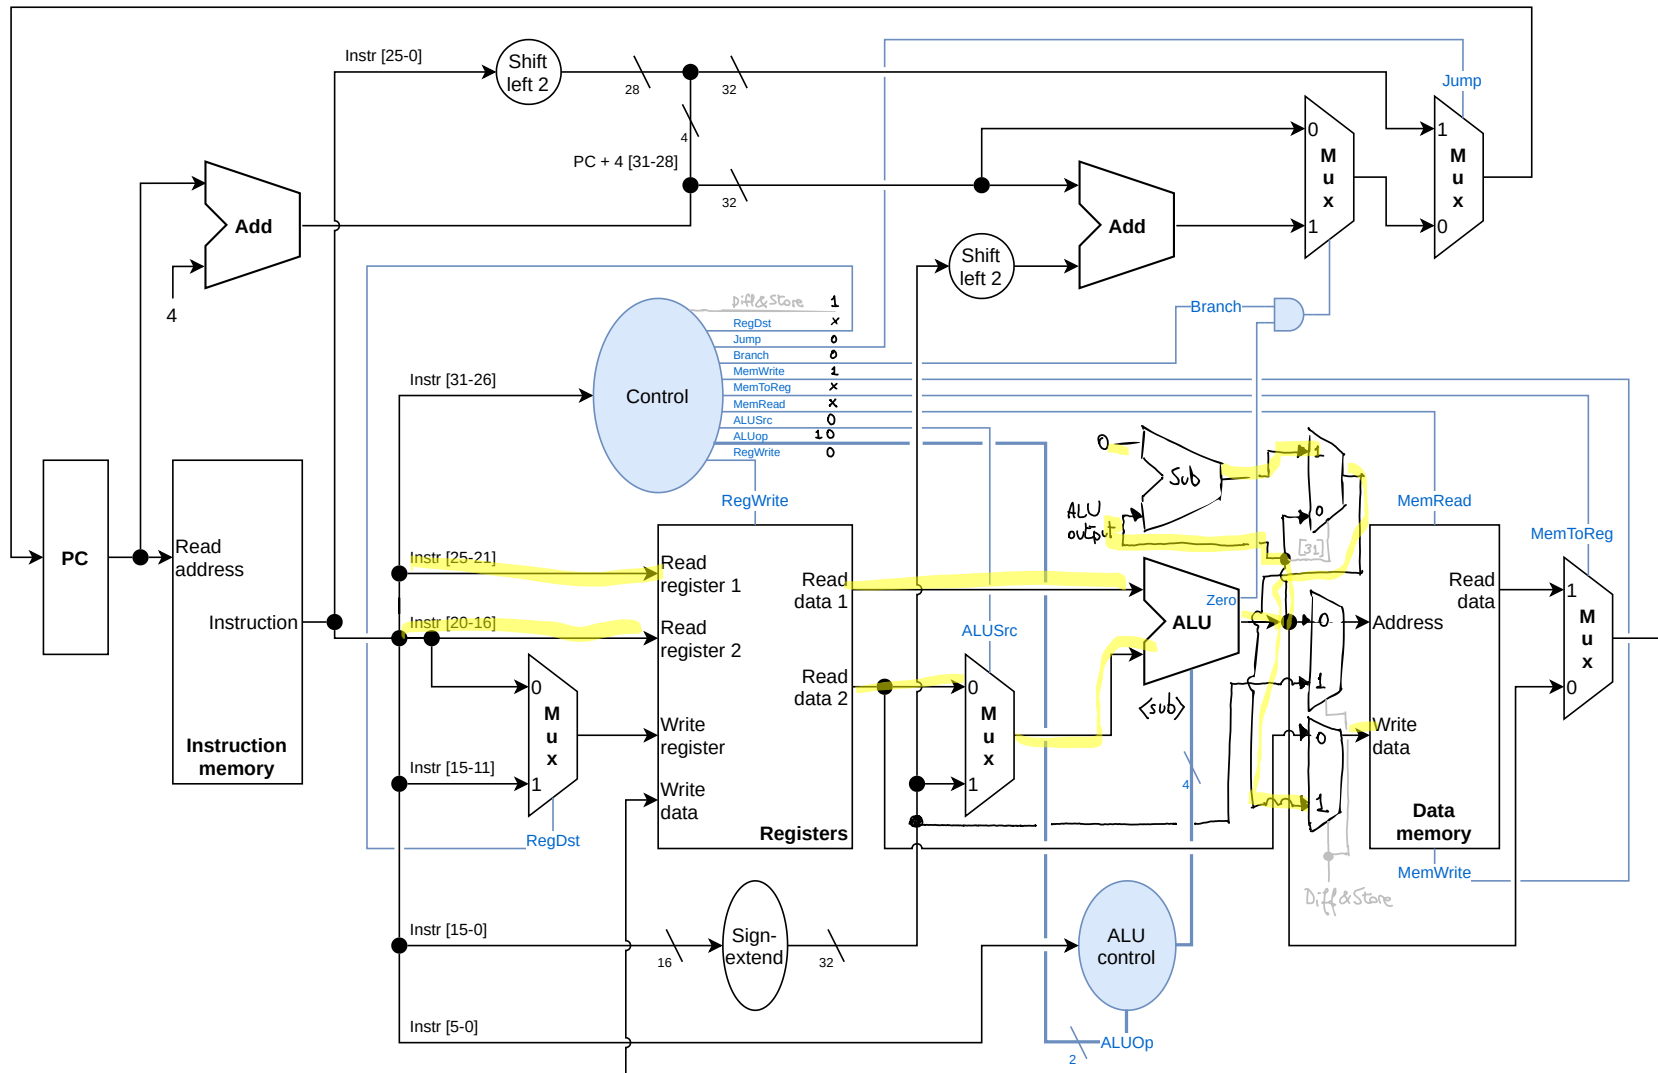 Instr [25-0]
Shift
left 2
28
32
Jump
4
0
1
M
u
x
M
u
x
PC + 4 [31-28]
32
Add
Add
1
0
Shift
left 2
4
Diff&Store 1
RegDst x
Jump 0
Branch 0
MemWrite 1
MemToReg x
MemRead x
ALUSrc 0
ALUop 10
RegWrite 0
Branch
Instr [31-26]
Control
RegWrite
0
Sub
1
0
[31]
ALU
output
MemRead
MemToReg
PC
Read
address
Instruction
Instruction
memory
Instr [25-21]
Read
register 1
Read
data 1
Instr [20-16]
Read
register 2
Read
data 2
Write
register
Write
data
Registers
0
M
u
x
1
Instr [15-11]
RegDst
ALUSrc
0
M
u
x
1
Zero
ALU
<sub>
4
0
1
0
1
Read
data
Address
Write
data
Data
memory
1
M
u
x
0
MemWrite
Diff&Store
Instr [15-0]
16
Sign-
extend
32
ALU
control
Instr [5-0]
2
ALUOp